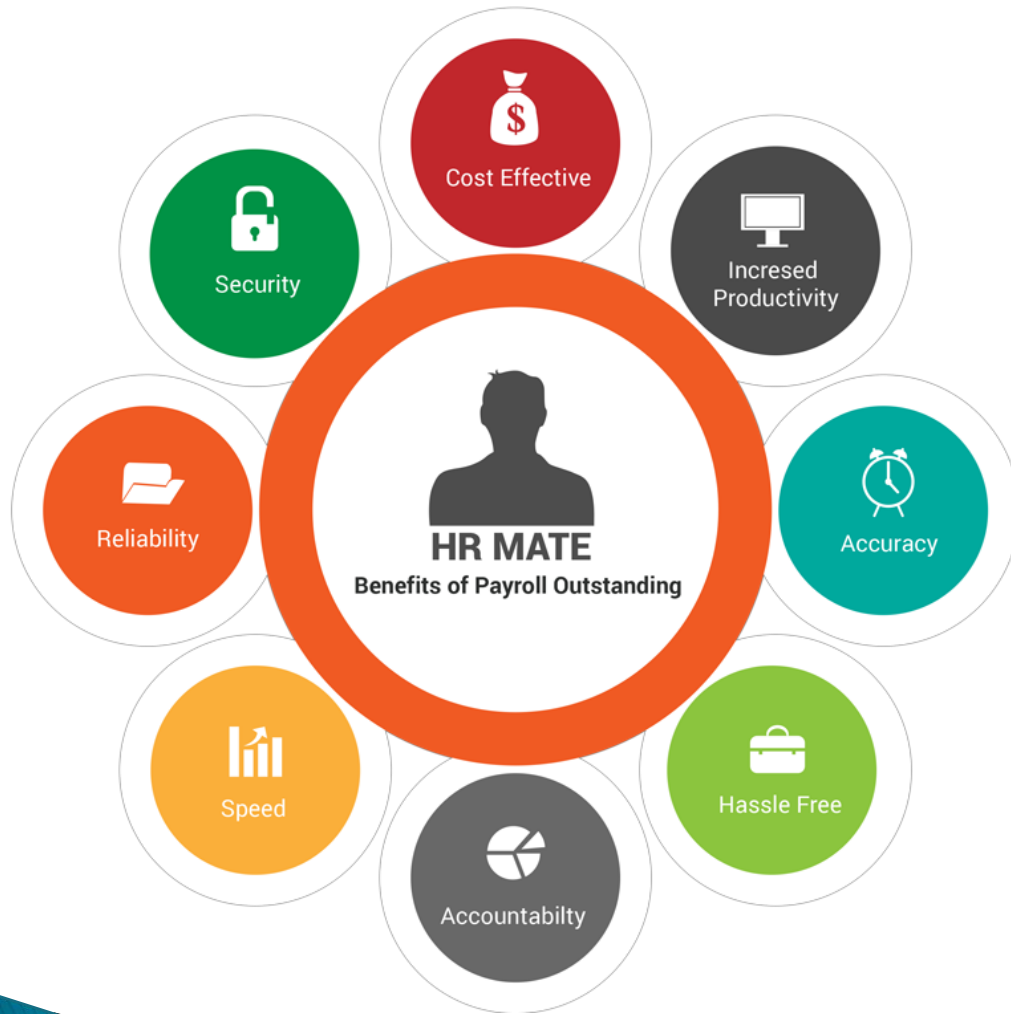 $
Cost Effective
Incresed
Productivity
Security
HR MATE
Benefits of Payroll Outstanding
Reliability
Accuracy
Speed
Hassle Free
Accountabilty